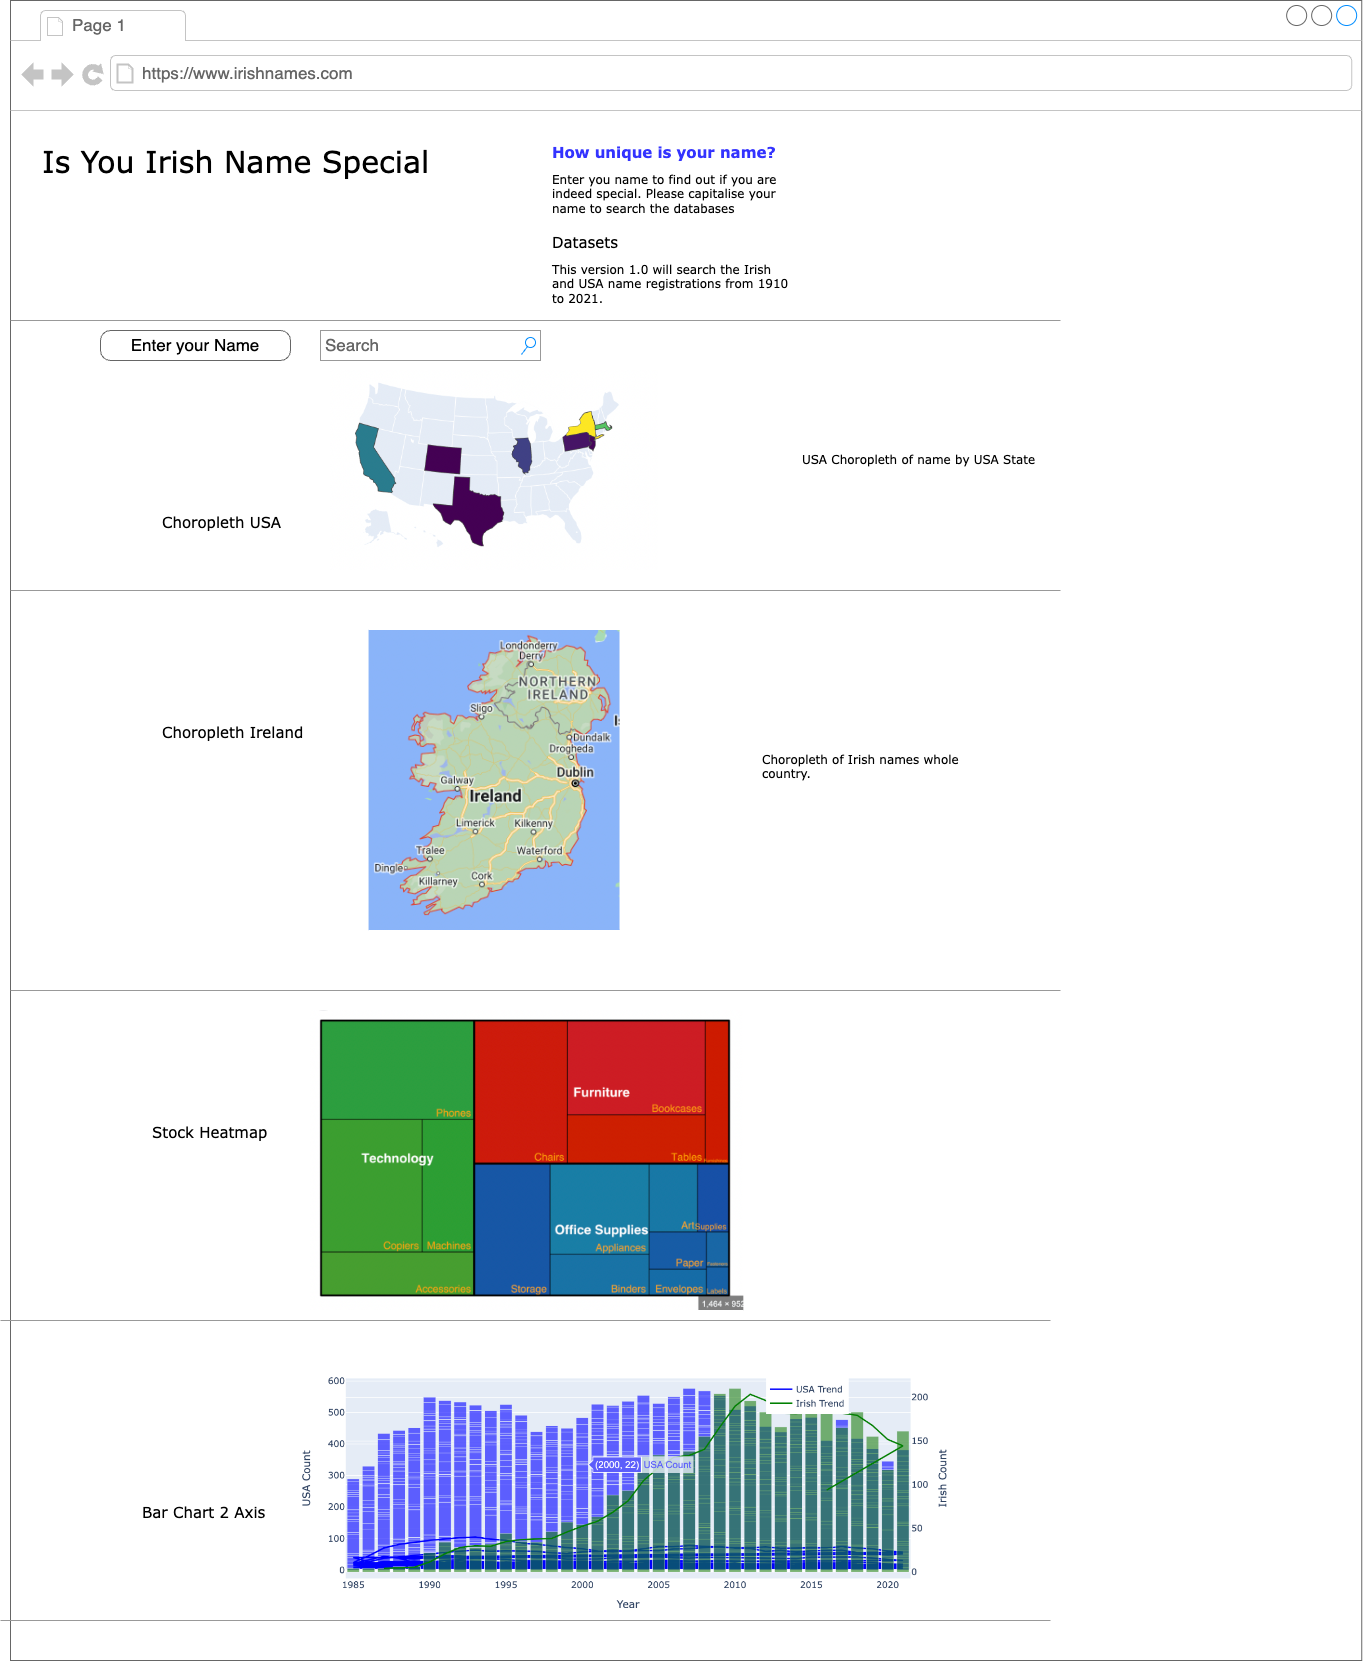 Page 1
https://www.irishnames.com
Is You Irish Name Special
How unique is your name?
Enter you name to find out if you are
indeed special. Please capitalise your
name to search the databases
Datasets
This version 1.0 will search the Irish
and USA name registrations from 1910
to 2021.
Enter your Name
Search
USA Choropleth of name by USA State
Choropleth USA
Londonderry
Derry
NORTHERN
IRELAND
Sligo
Dundalk
Drogheda
Dublin
Galway
Ireland
Limerick
Kilkenny
Tralee
Waterford
Dingle
Killarney
Cork
Choropleth Ireland
Choropleth of Irish names whole
country.
Stock Heatmap
Phones
Technology
Copiers
Machines
Accessories
Furniture
Bookcases
Chairs
Tables
Office Supplies
Appliances
Art
Supplies
Paper
Storage
Binders
Envelopes
Labels
1,464 × 952
Bar Chart 2 Axis
USA Count
600
500
400
300
200
100
0
USA Trend
Irish Trend
(2000, 22) USA Count
200
150
100
50
0
Irish Count
1985 1990 1995 2000 2005 2010 2015 2020
Year